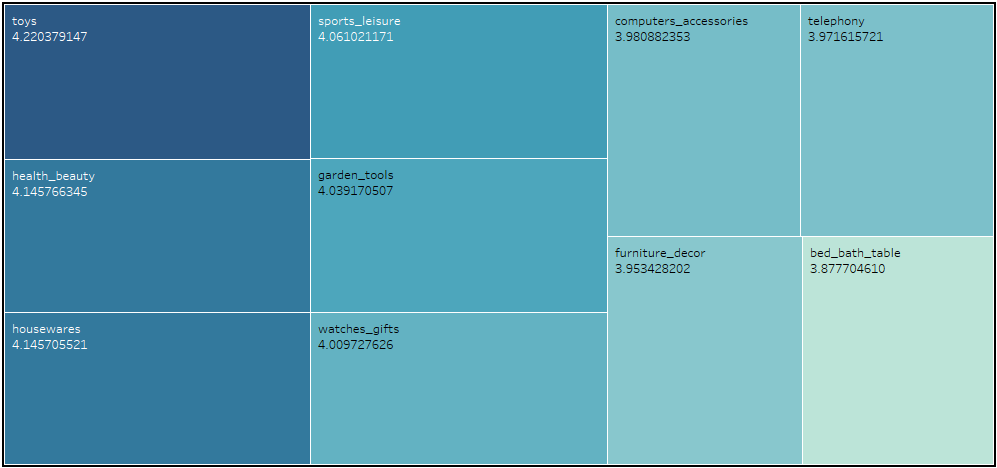 toys
4.220379147
health_beauty
4.145766345
housewares
4.145705521
sports_leisure
4.061021171
garden_tools
4.039170507
watches_gifts
4.009727626
computers_accessories
3.980882353
telephony
3.971615721
furniture_decor
3.953428202
bed_bath_table
3.877704610